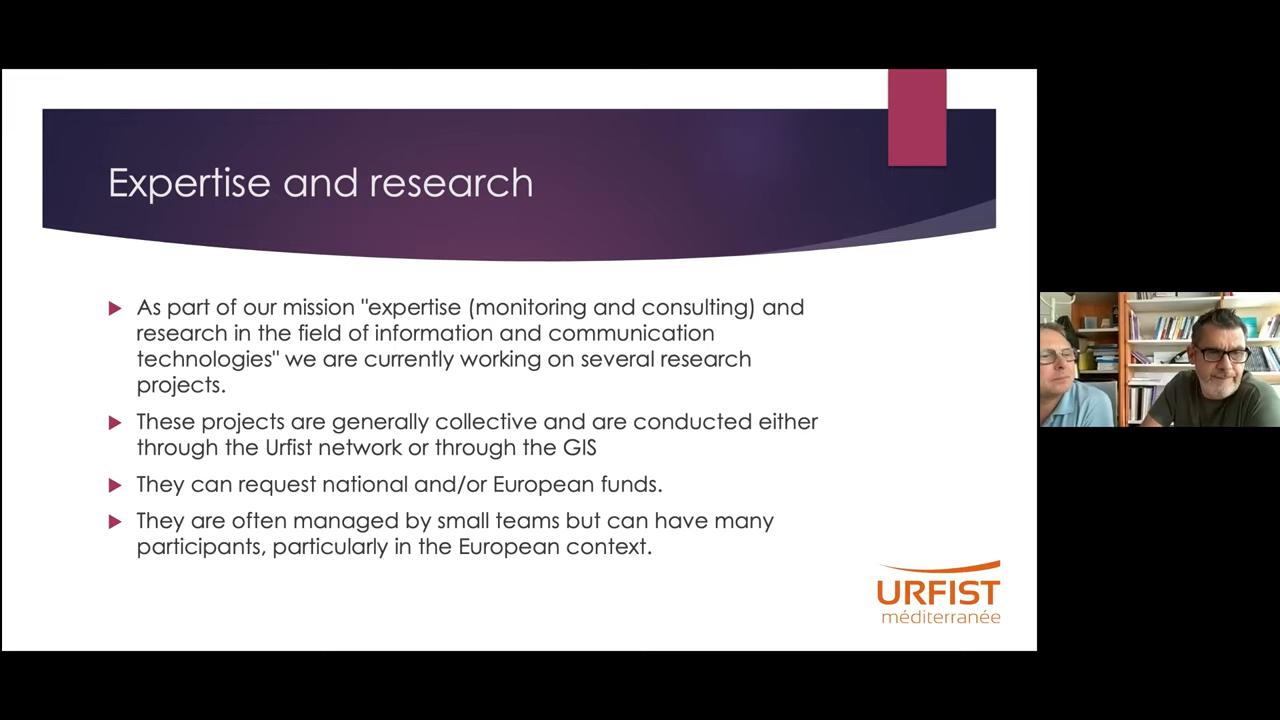 Expertise and research
As part of our mission "expertise (monitoring and consulting) and
research in the field of information and communication
technologies" we are currently working on several research
projects.
These projects are generally collective and are conducted either
through the Urfist network or through the GIS
They can request national and/or European funds.
They are often managed by small teams but can have many
participants, particularly in the European context.
URFIST
méditerranée